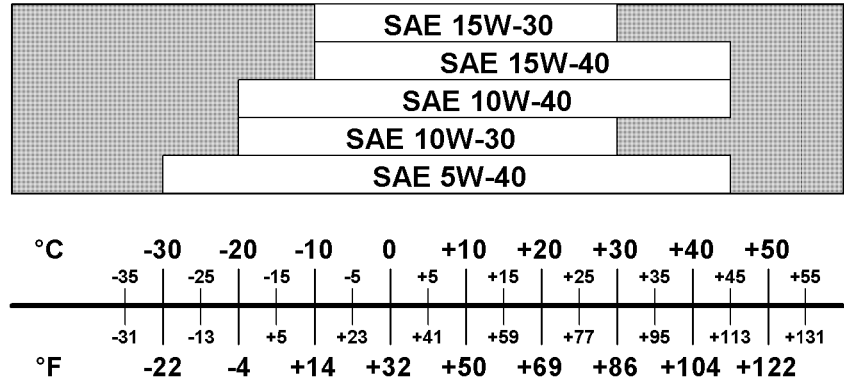 SAE 15W-30
SAE 15W-40
SAE 10W-40
SAE 10W-30
SAE 5W-40
°C -30 -20 -10 0 +10 +20 +30 +40 +50
-35 -25 -15 -5 +5 +15 +25 +35 +45 +55
-31 -13 +5 +23 +41 +59 +77 +95 +113 +131
°F -22 -4 +14 +32 +50 +69 +86 +104 +122